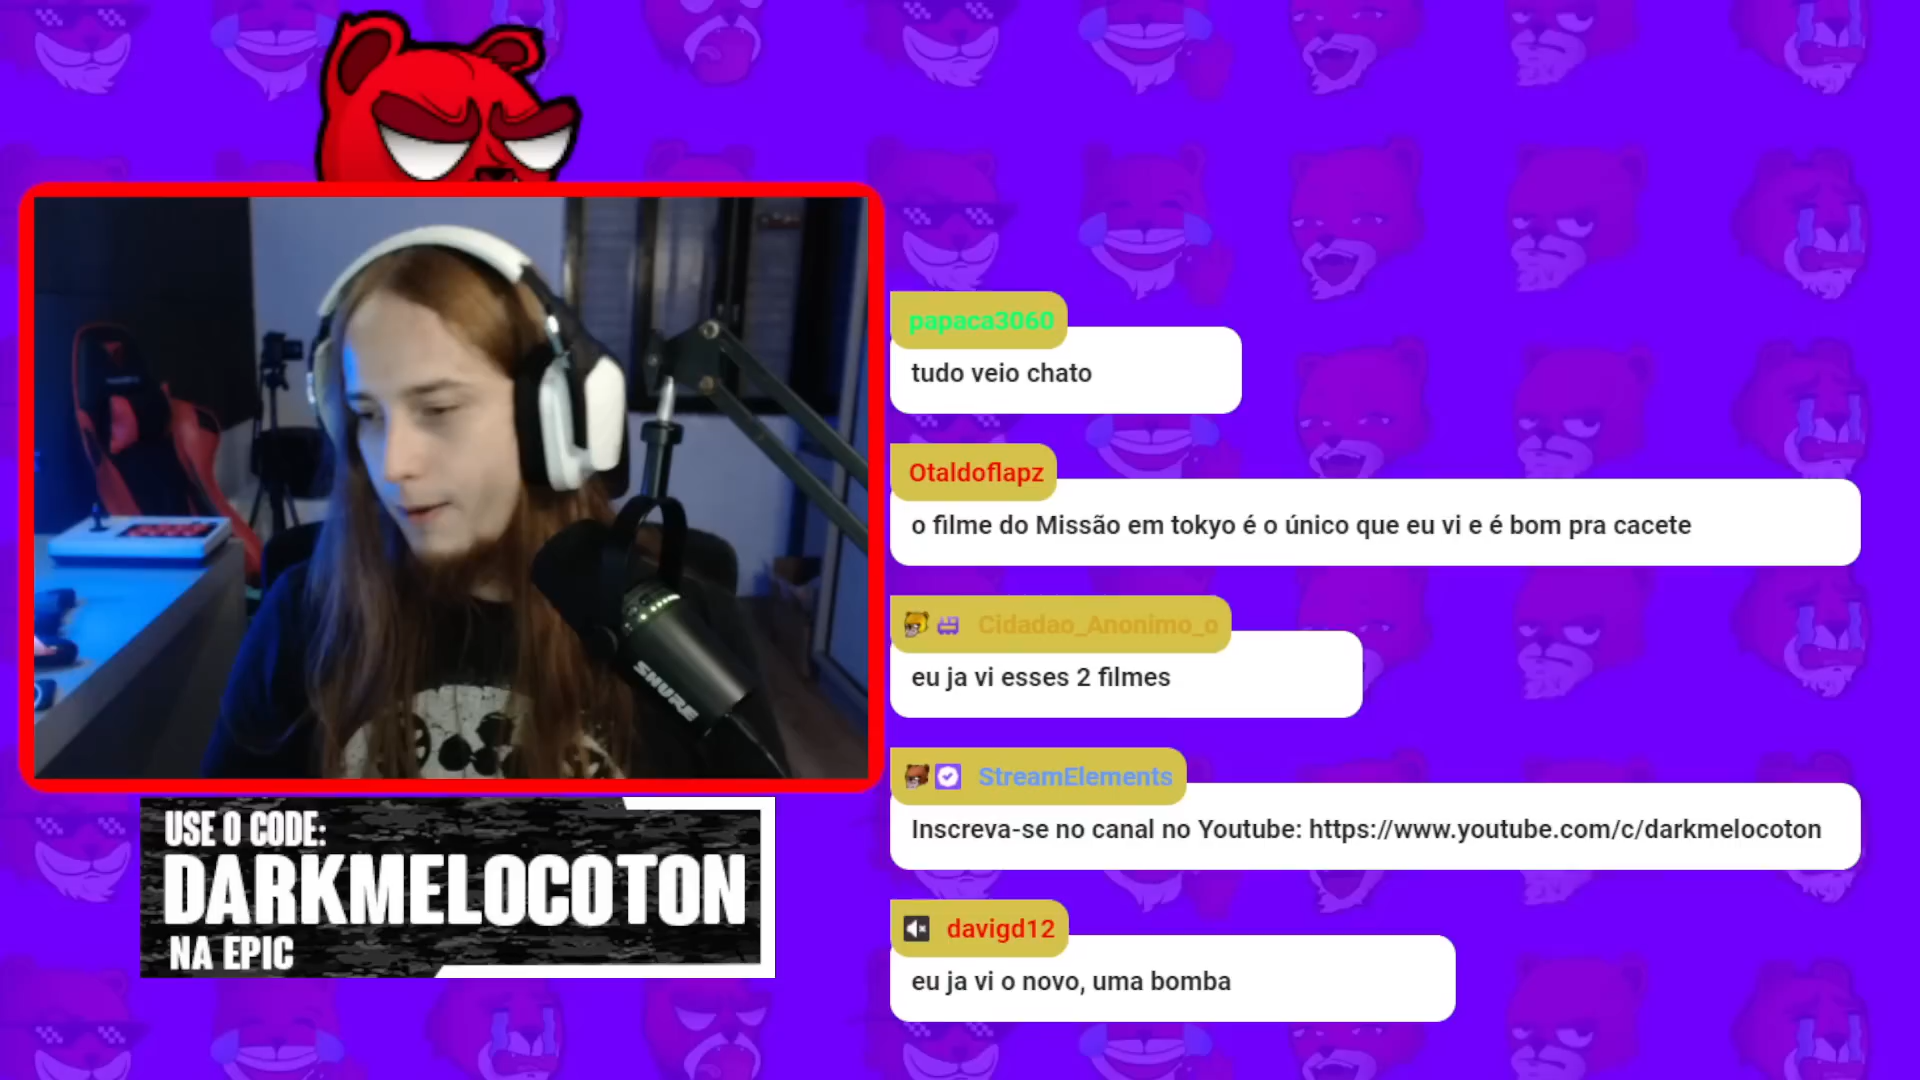 papaca3060
tudo veio chato
Otaldoflapz
o filme do Missão em tokyo é o único que eu vi e é bom pra cacete
Cidadao_Anonimo_o
eu ja vi esses 2 filmes
StreamElements
Inscreva-se no canal no Youtube: https://www.youtube.com/c/darkmelocoton
davigd12
eu ja vi o novo, uma bomba
SHURE
USE O CODE:
DARKMELOCOTON
NA EPIC